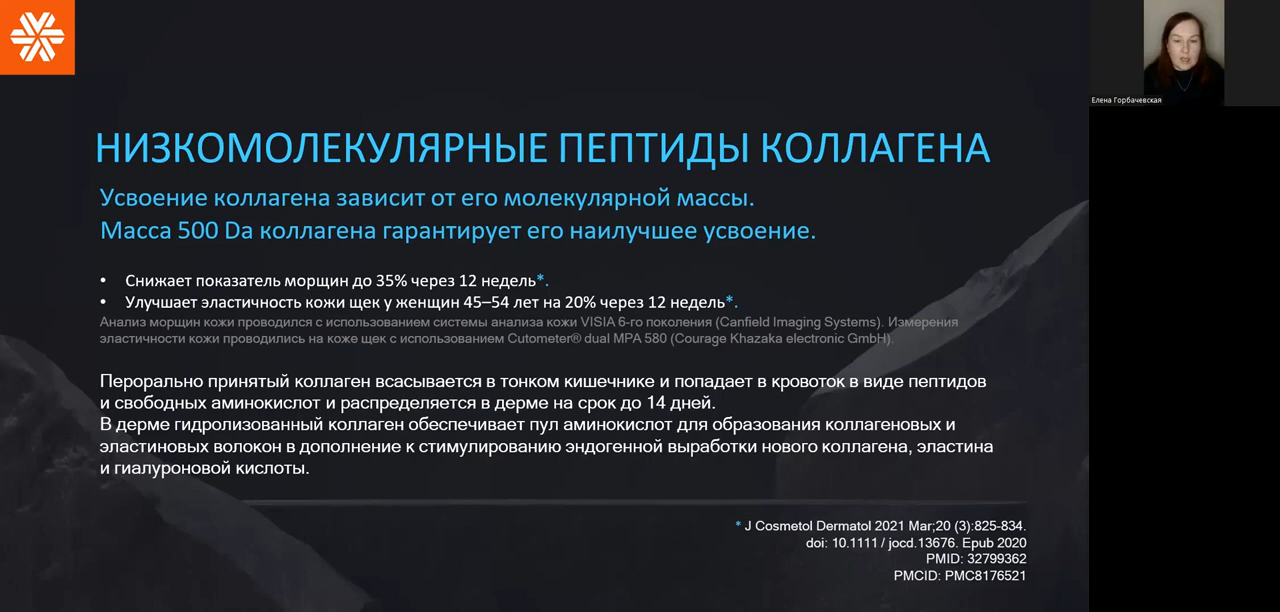 НИЗКОМОЛЕКУЛЯРНЫЕ ПЕПТИДЫ КОЛЛАГЕНА
Усвоение коллагена зависит от его молекулярной массы.
Масса 500 Da коллагена гарантирует его наилучшее усвоение.
• Снижает показатель морщин до 35% через 12 недель*.
• Улучшает эластичность кожи щек у женщин 45–54 лет на 20% через 12 недель*.
Анализ морщин кожи проводился с использованием системы анализа кожи VISIA 6-го поколения (Canfield Imaging Systems). Измерения
эластичности кожи проводились на коже щек с использованием Cutometer® dual MPA 580 (Courage Khazaka electronic GmbH).
Перорально принятый коллаген всасывается в тонком кишечнике и попадает в кровоток в виде пептидов
и свободных аминокислот и распределяется в дерме на срок до 14 дней.
В дерме гидролизованный коллаген обеспечивает пул аминокислот для образования коллагеновых и
эластиновых волокон в дополнение к стимулированию эндогенной выработки нового коллагена, эластина
и гиалуроновой кислоты.
* J Cosmetol Dermatol 2021 Mar;20 (3):825-834.
doi: 10.1111 / jocd.13676. Epub 2020
PMID: 32799362
PMCID: PMC8176521
Елена Горбачевская